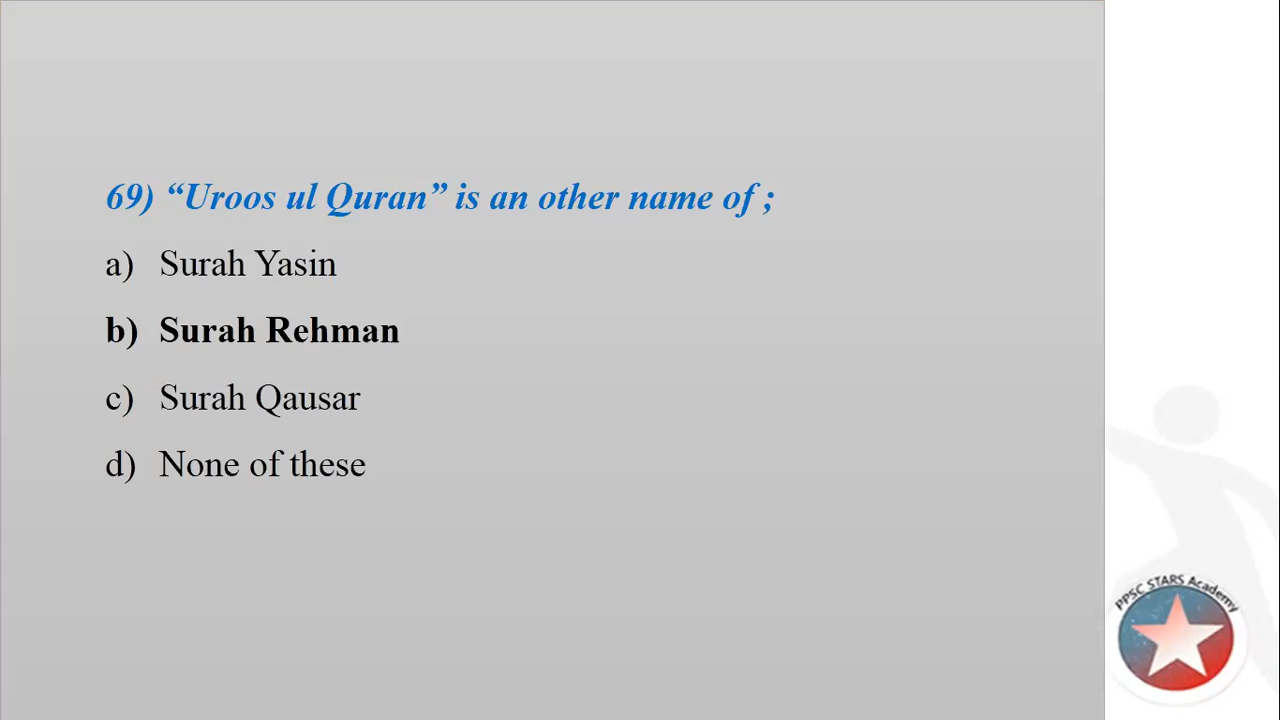 69) “Uroos ul Quran” is an other name of ;
a) Surah Yasin
b) Surah Rehman
c) Surah Qausar
d) None of these
PPSC STARS Academy